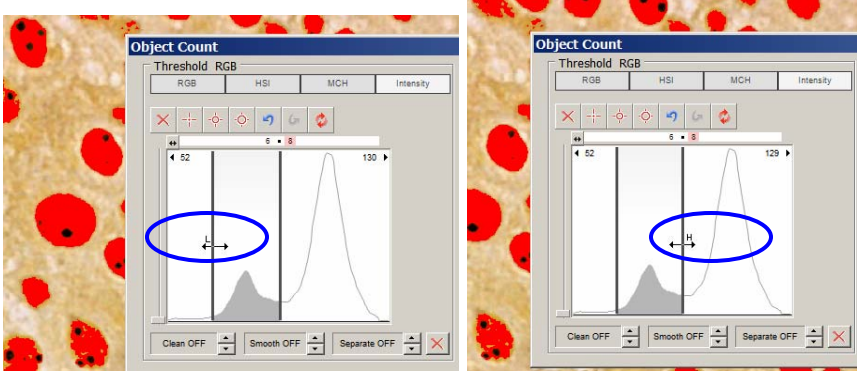 Object Count
Threshold RGB
RGB HSI MCH Intensity
6 8
52 130
L
Clean OFF Smooth OFF Separate OFF
Object Count
Threshold RGB
RGB HSI MCH Intensity
6 8
52 129
H
Clean OFF Smooth OFF Separate OFF